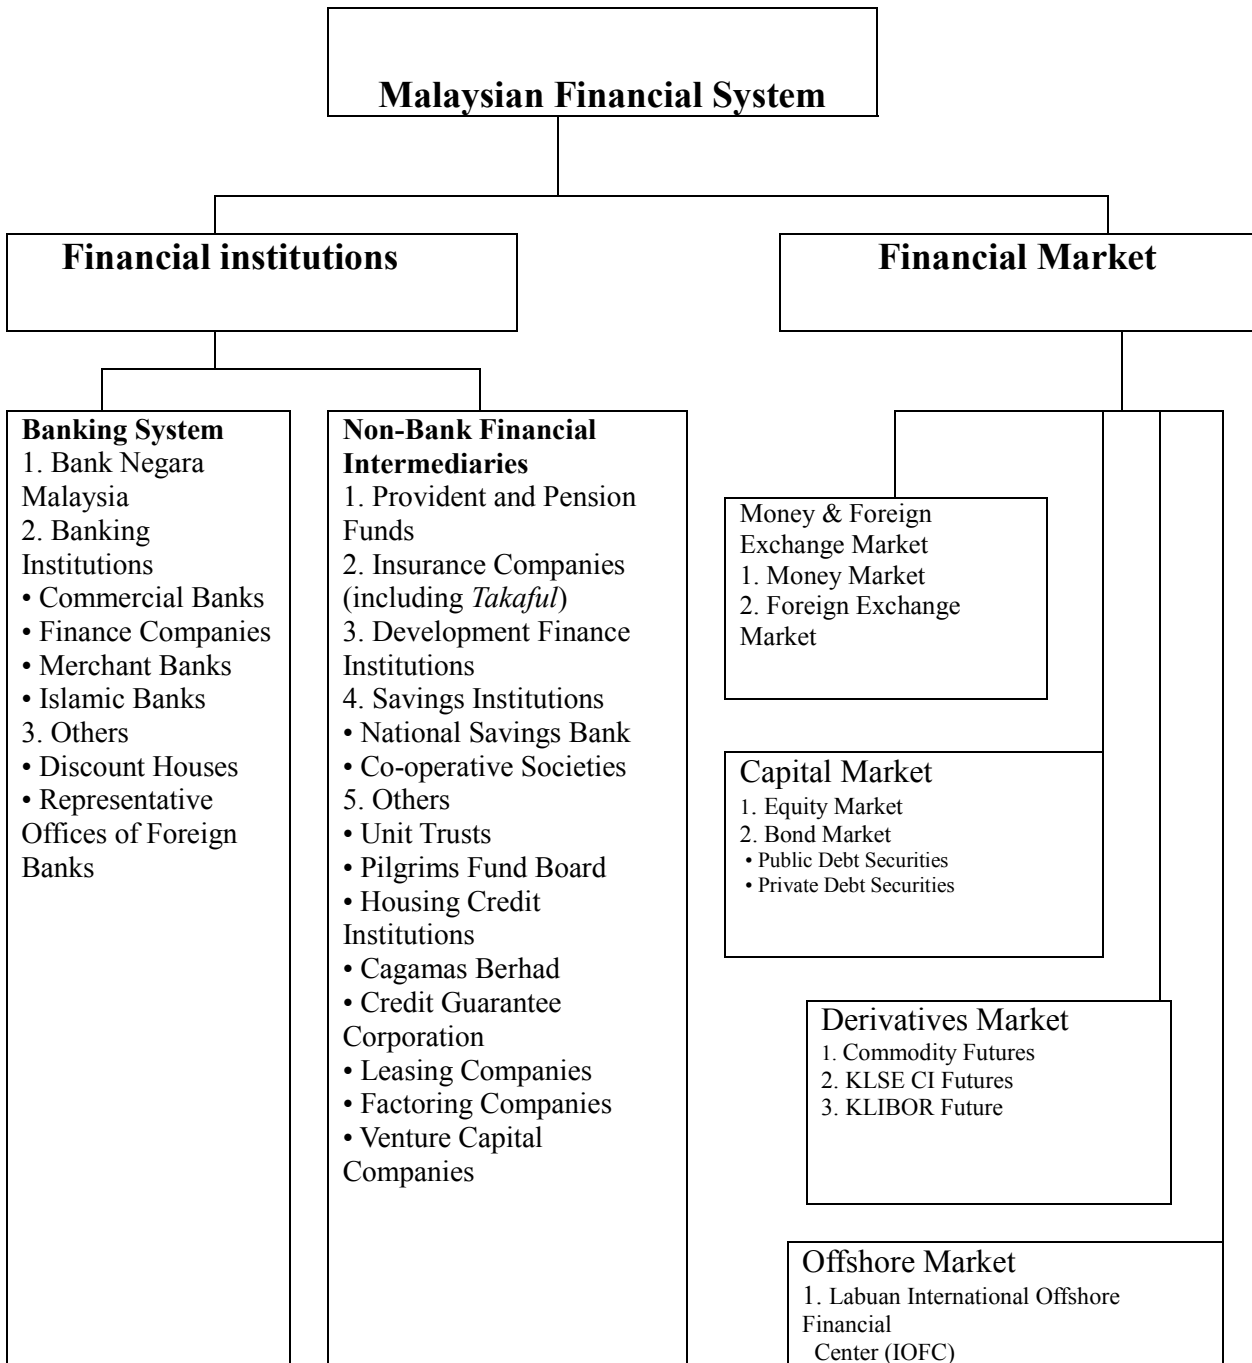 Malaysian Financial System
Financial institutions
Financial Market
Banking System
1. Bank Negara
Malaysia
2. Banking
Institutions
• Commercial Banks
• Finance Companies
• Merchant Banks
• Islamic Banks
3. Others
• Discount Houses
• Representative
Offices of Foreign
Banks
Non-Bank Financial
Intermediaries
1. Provident and Pension
Funds
2. Insurance Companies
(including Takaful)
3. Development Finance
Institutions
4. Savings Institutions
• National Savings Bank
• Co-operative Societies
5. Others
• Unit Trusts
• Pilgrims Fund Board
• Housing Credit
Institutions
• Cagamas Berhad
• Credit Guarantee
Corporation
• Leasing Companies
• Factoring Companies
• Venture Capital
Companies
Money & Foreign
Exchange Market
1. Money Market
2. Foreign Exchange
Market
Capital Market
1. Equity Market
2. Bond Market
• Public Debt Securities
• Private Debt Securities
Derivatives Market
1. Commodity Futures
2. KLSE CI Futures
3. KLIBOR Future
Offshore Market
1. Labuan International Offshore
Financial
Center (IOFC)